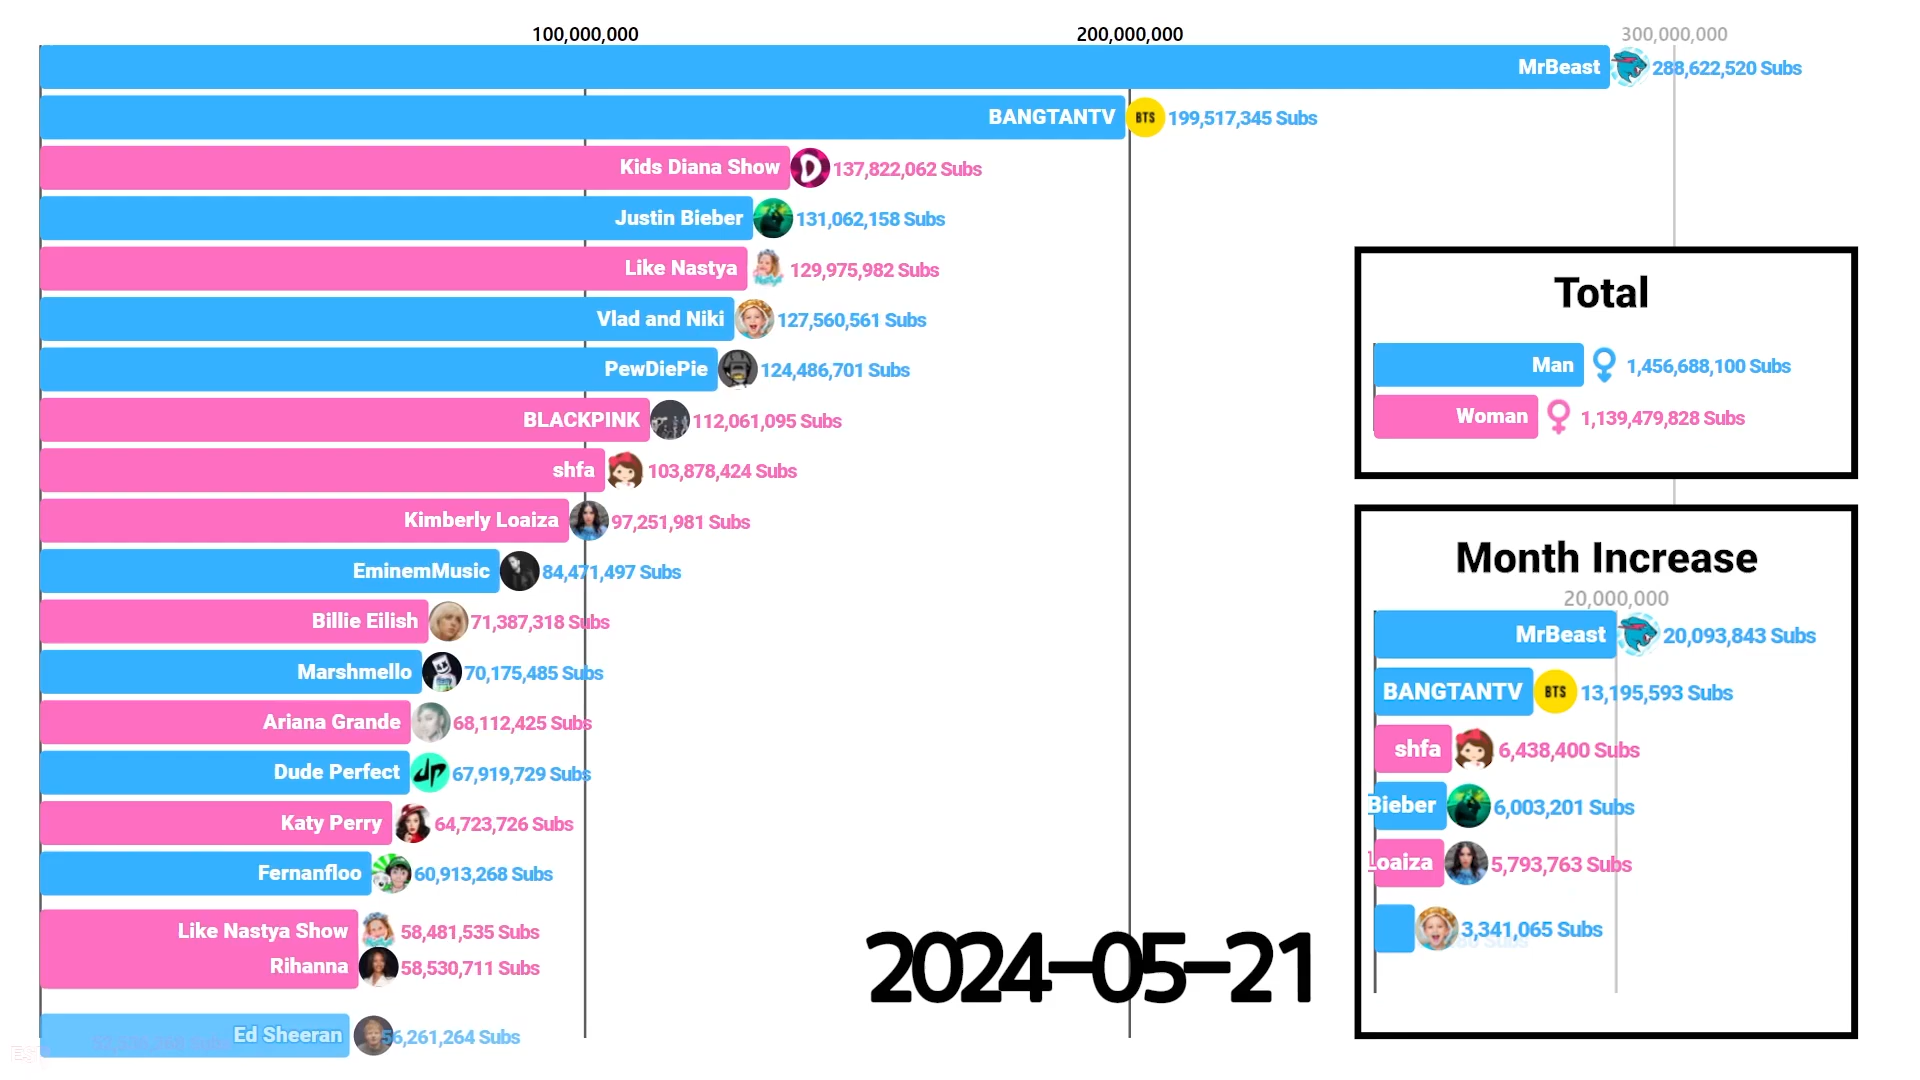 100,000,000 200,000,000 300,000,000
MrBeast 288,622,520 Subs
BANGTANTV BTS 199,517,345 Subs
Kids Diana Show D 137,822,062 Subs
Justin Bieber 131,062,158 Subs
Like Nastya 129,975,982 Subs
Vlad and Niki 127,560,561 Subs
PewDiePie 124,486,701 Subs
BLACKPINK 112,061,095 Subs
shfa 103,878,424 Subs
Kimberly Loaiza 97,251,981 Subs
EminemMusic 84,471,497 Subs
Billie Eilish 71,387,318 Subs
Marshmello 70,175,485 Subs
Ariana Grande 68,112,425 Subs
Dude Perfect dp 67,919,729 Subs
Katy Perry 64,723,726 Subs
Fernanfloo 60,913,268 Subs
Like Nastya Show 58,481,535 Subs
Rihanna 58,530,711 Subs
Ed Sheeran 56,261,264 Subs
2024-05-21
Total
Man 1,456,688,100 Subs
Woman 1,139,479,828 Subs
Month Increase
20,000,000
MrBeast 20,093,843 Subs
BANGTANTV BTS 13,195,593 Subs
shfa 6,438,400 Subs
Bieber 6,003,201 Subs
Loaiza 5,793,763 Subs
3,341,065 Subs